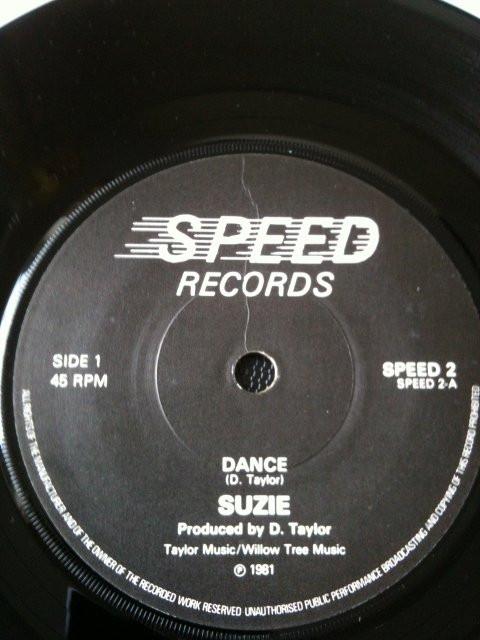 SPEED
RECORDS
SIDE 1
45 RPM
SPEED 2
SPEED 2-A
DANCE
(D. Taylor)
SUZIE
Produced by D. Taylor
Taylor Music/Willow Tree Music
℗ 1981
ALL RIGHTS OF THE MANUFACTURER AND OF THE OWNER OF THE RECORDED WORK RESERVED UNAUTHORISED PUBLIC PERFORMANCE BROADCASTING AND COPYING OF THIS RECORD PROHIBITED